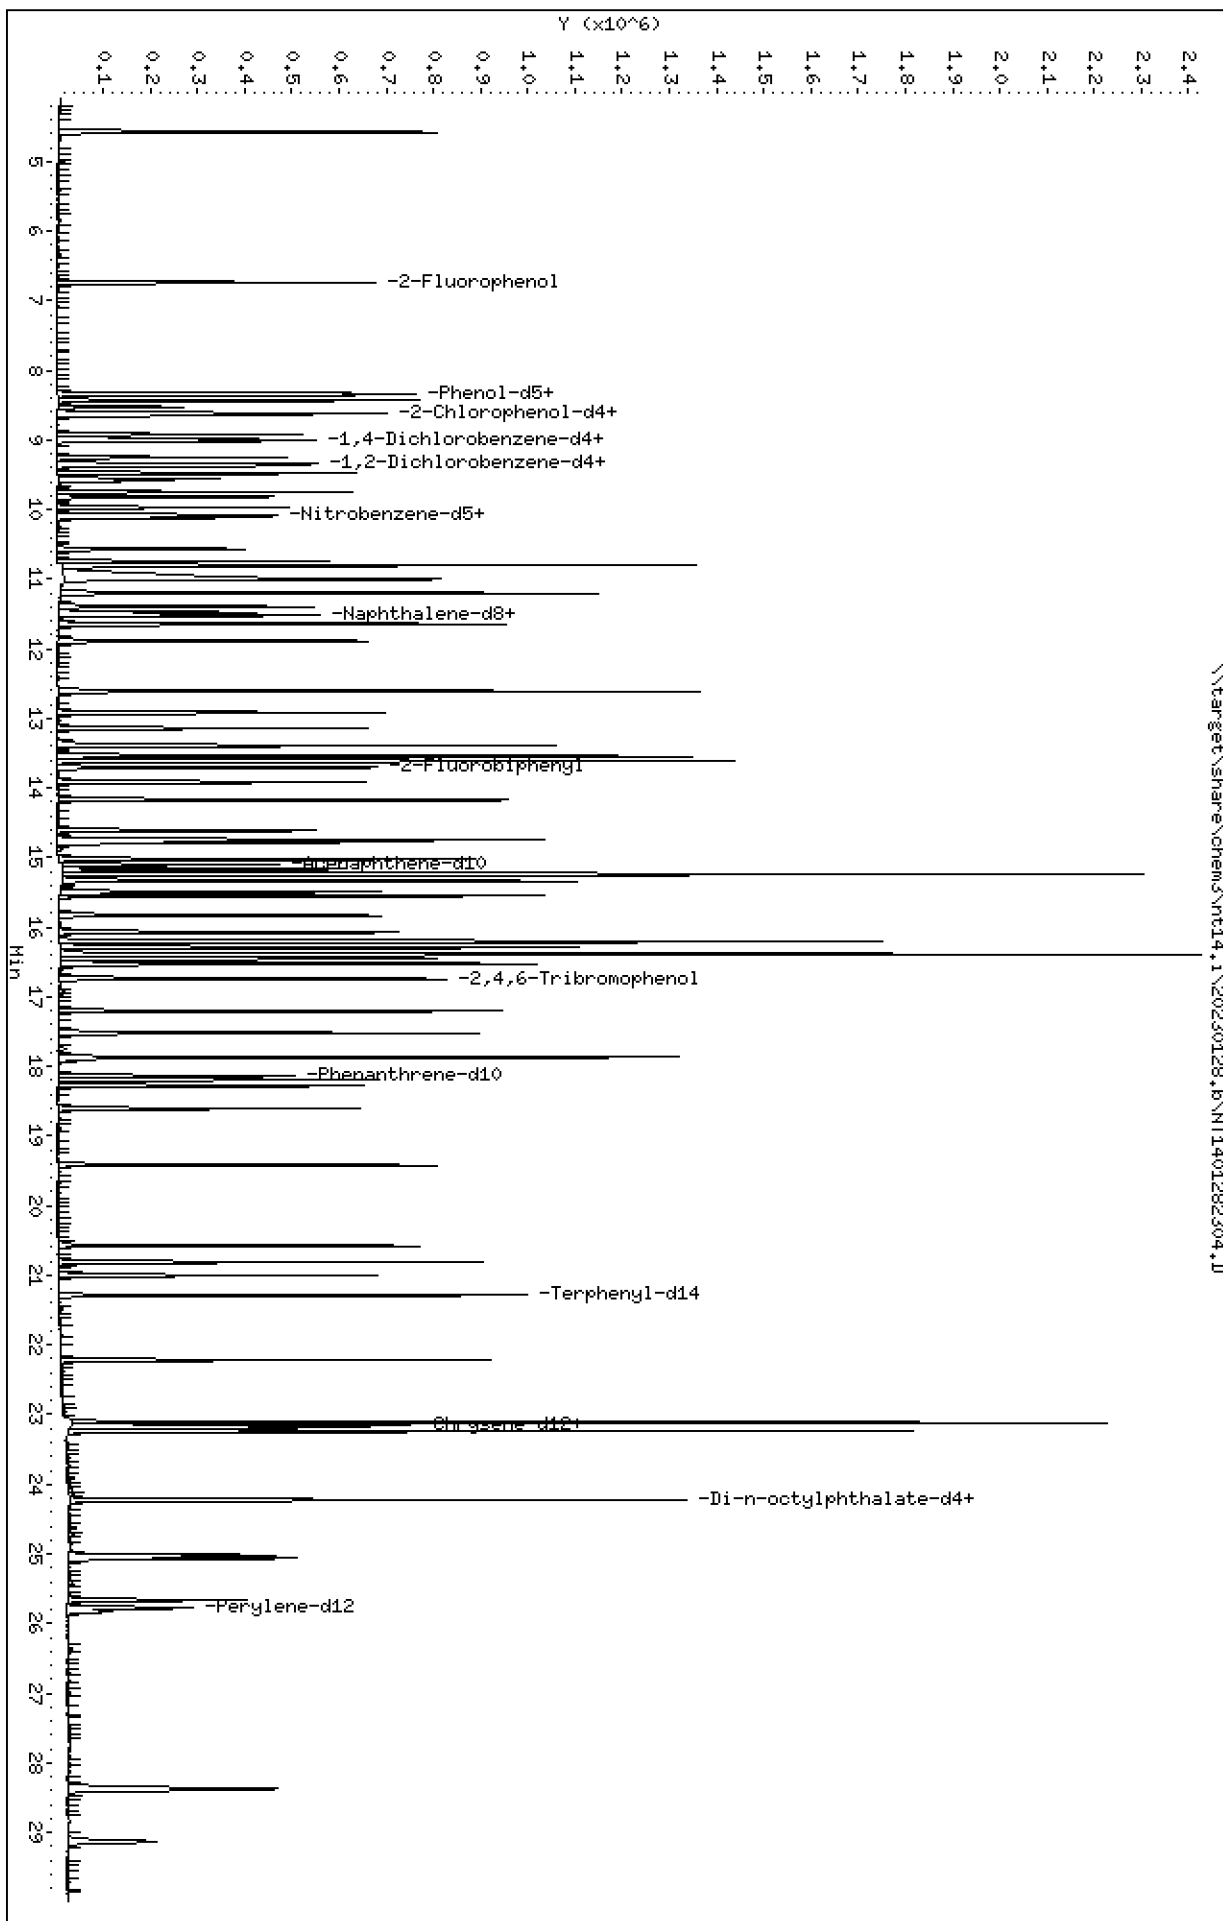 \\target\share\chem3\nt14.i\20230128.b\NT1401282304.D
Y (x10^6)
2.4
2.3
2.2
2.1
2.0
1.9
1.8
1.7
1.6
1.5
1.4
1.3
1.2
1.1
1.0
0.9
0.8
0.7
0.6
0.5
0.4
0.3
0.2
0.1
-2-Fluorophenol
-Phenol-d5+
-2-Chlorophenol-d4+
-1,4-Dichlorobenzene-d4+
-1,2-Dichlorobenzene-d4+
-Nitrobenzene-d5+
-Naphthalene-d8+
-2-Fluorobiphenyl
-Acenaphthene-d10
-2,4,6-Tribromophenol
-Phenanthrene-d10
-Terphenyl-d14
-Chrysene-d12+
-Di-n-octylphthalate-d4+
-Perylene-d12
5
6
7
8
9
10
11
12
13
14
15
16
17
18
19
20
21
22
23
24
25
26
27
28
29
Min